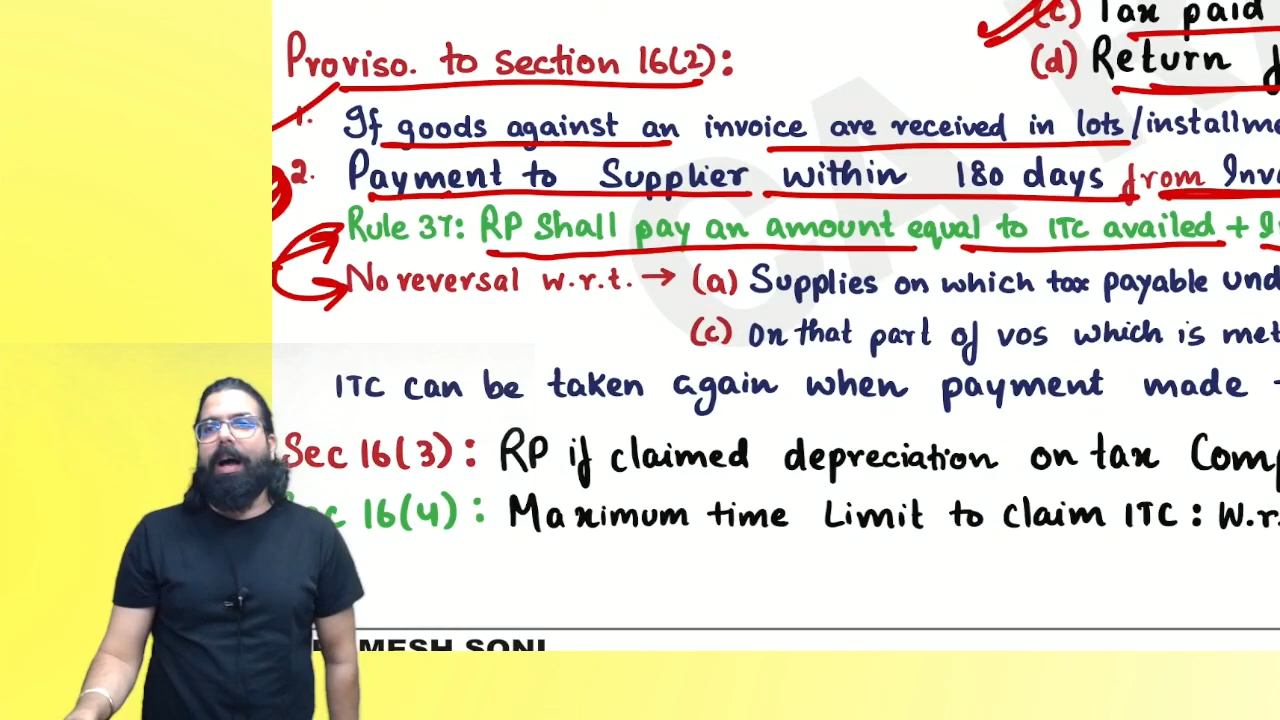 (c) Tax paid
Proviso. to section 16(2):
(d) Return
1. If goods against an invoice are received in lots/installme
2. Payment to Supplier within 180 days from Inv
Rule 37: RP shall pay an amount equal to ITC availed + I
No reversal w.r.t. → (a) Supplies on which tax payable und
(c) On that part of vos which is met
ITC can be taken again when payment made
Sec 16(3): RP if claimed depreciation on tax Comp
Sec 16(4): Maximum time Limit to claim ITC: W.r.
MESH SONI